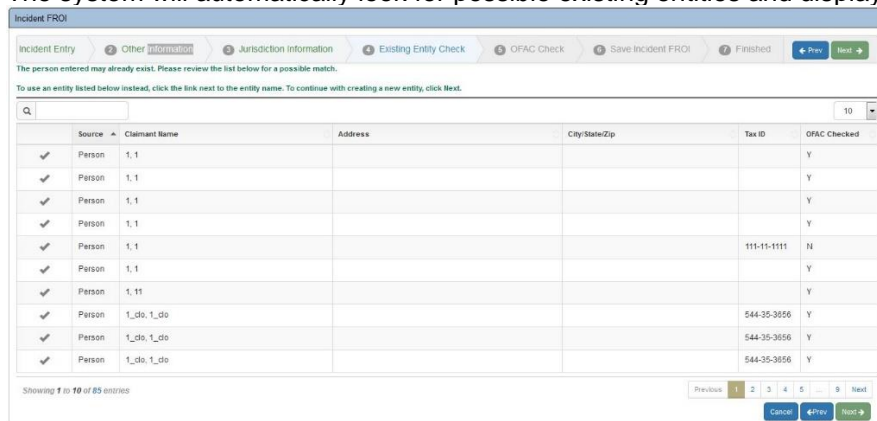 The system will automatically look for possible existing entities and display
Incident FROI
Incident Entry 2 Other Information 3 Jurisdiction Information 4 Existing Entity Check 5 OFAC Check 6 Save Incident FROI 7 Finished Prev Next
The person entered may already exist. Please review the list below for a possible match.
To use an entity listed below instead, click the link next to the entity name. To continue with creating a new entity, click Next.
10
Source Claimant Name Address City/State/Zip Tax ID OFAC Checked
Person 1, 1 Y
Person 1, 1 Y
Person 1, 1 Y
Person 1, 1 Y
Person 1, 1 111-11-1111 N
Person 1, 1 Y
Person 1, 11 Y
Person 1_do, 1_do 544-35-3656 Y
Person 1_do, 1_do 544-35-3656 Y
Person 1_do, 1_do 544-35-3656 Y
Showing 1 to 10 of 85 entries Previous 1 2 3 4 5 ... 9 Next
Cancel Prev Next